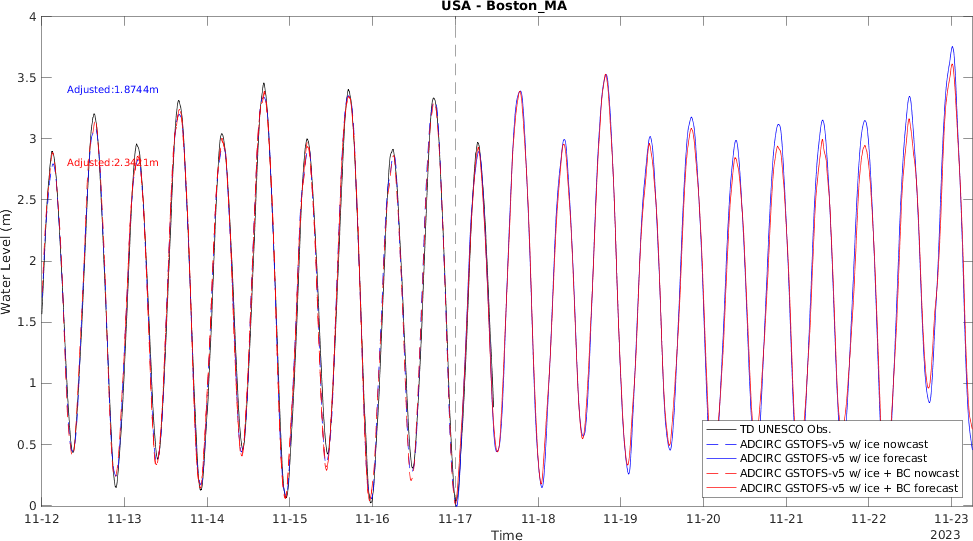 USA - Boston_MA
4
3.5
3
2.5
2
1.5
1
0.5
0
Water Level (m)
Adjusted:1.8744m
Adjusted:2.3421m
TD UNESCO Obs.
ADCIRC GSTOFS-v5 w/ ice nowcast
ADCIRC GSTOFS-v5 w/ ice forecast
ADCIRC GSTOFS-v5 w/ ice + BC nowcast
ADCIRC GSTOFS-v5 w/ ice + BC forecast
11-12 11-13 11-14 11-15 11-16 11-17 11-18 11-19 11-20 11-21 11-22 11-23
Time
2023